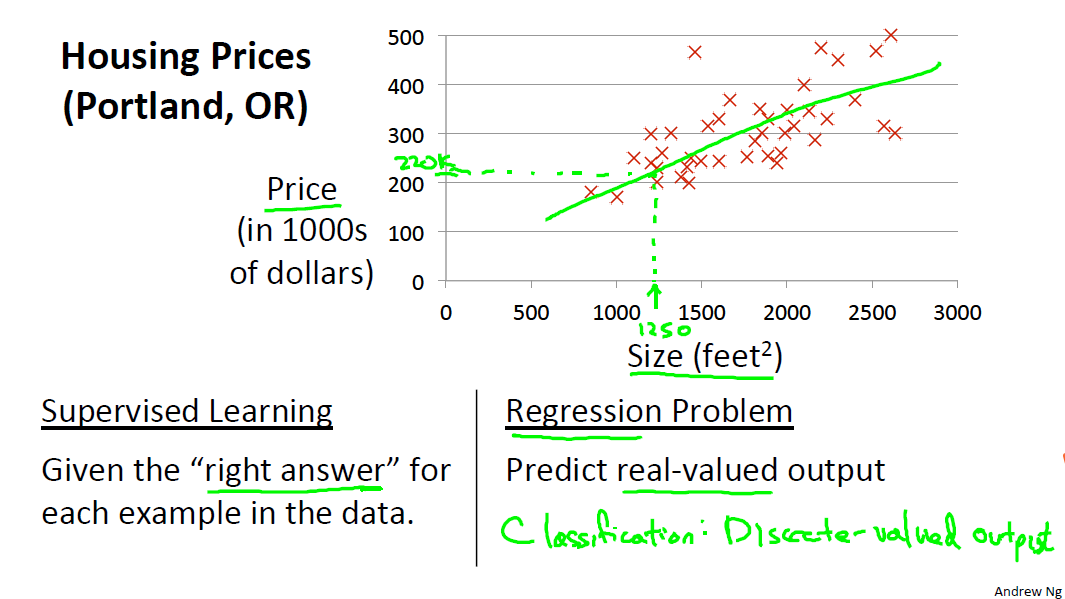 Housing Prices
(Portland, OR)
500
400
300
220K
200
100
0
Price
(in 1000s
of dollars)
0 500 1000 1500 2000 2500 3000
1250
Size (feet²)
Supervised Learning
Given the “right answer” for
each example in the data.
Regression Problem
Predict real-valued output
Classification: Discrete-valued output
Andrew Ng